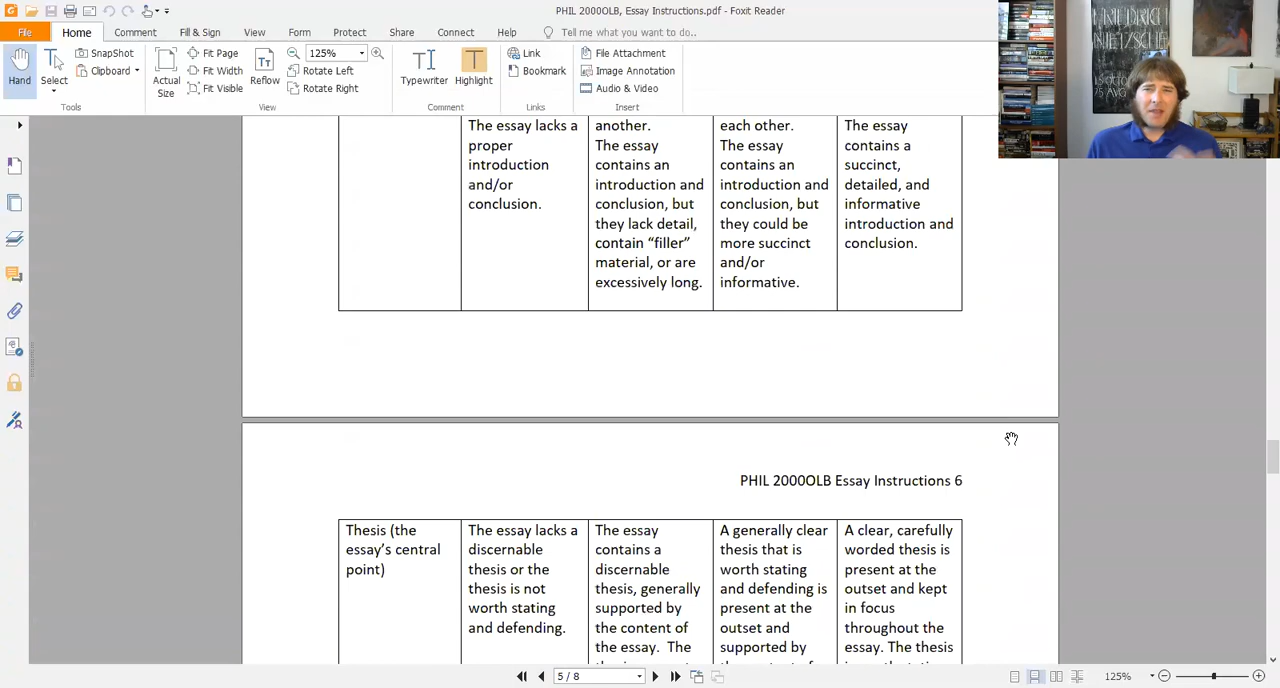 PHIL 2000OLB, Essay Instructions.pdf - Foxit Reader
File Home Comment Fill & Sign View Form Protect Share Connect Help Tell me what you want to do..
Hand
Select
SnapShot
Clipboard
Tools
Actual Size
Fit Page
Fit Width
Fit Visible
Reflow
Rotate Right
View
Typewriter
Highlight
Comment
Link
Bookmark
Links
File Attachment
Image Annotation
Audio & Video
Insert
The essay lacks a
proper
introduction
and/or
conclusion.
another.
The essay
contains an
introduction and
conclusion, but
they lack detail,
contain “filler”
material, or are
excessively long.
each other.
The essay
contains an
introduction and
conclusion, but
they could be
more succinct
and/or
informative.
The essay
contains a
succinct,
detailed, and
informative
introduction and
conclusion.
PHIL 2000OLB Essay Instructions 6
Thesis (the
essay’s central
point)
The essay lacks a
discernable
thesis or the
thesis is not
worth stating
and defending.
The essay
contains a
discernable
thesis, generally
supported by
the content of
the essay. The
A generally clear
thesis that is
worth stating
and defending is
present at the
outset and
supported by
A clear, carefully
worded thesis is
present at the
outset and kept
in focus
throughout the
essay. The thesis
5 / 8
125%